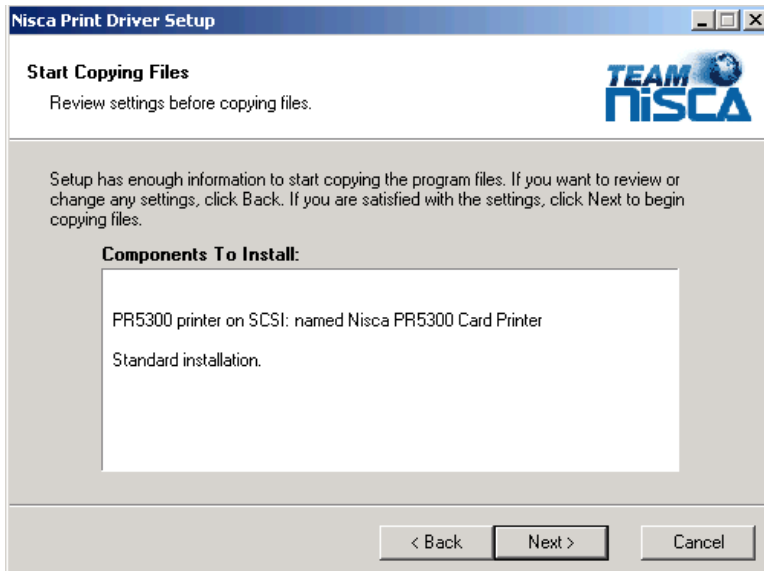 Nisca Print Driver Setup
Start Copying Files
Review settings before copying files.
TEAM
NiSCA
Setup has enough information to start copying the program files. If you want to review or
change any settings, click Back. If you are satisfied with the settings, click Next to begin
copying files.
Components To Install:
PR5300 printer on SCSI: named Nisca PR5300 Card Printer
Standard installation.
< Back
Next >
Cancel